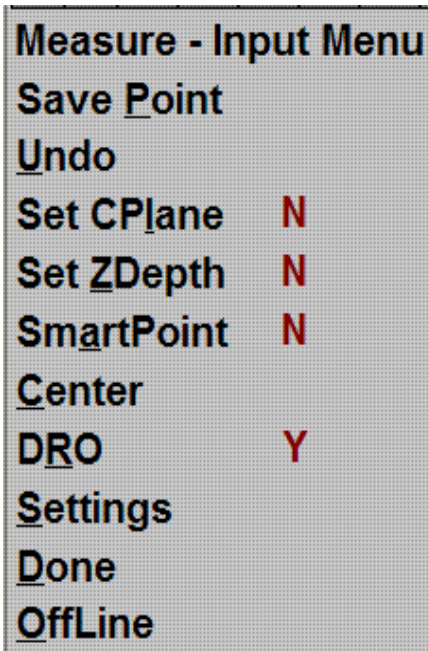 Measure - Input Menu
Save Point
Undo
Set CPlane N
Set ZDepth N
SmartPoint N
Center
DRO Y
Settings
Done
OffLine